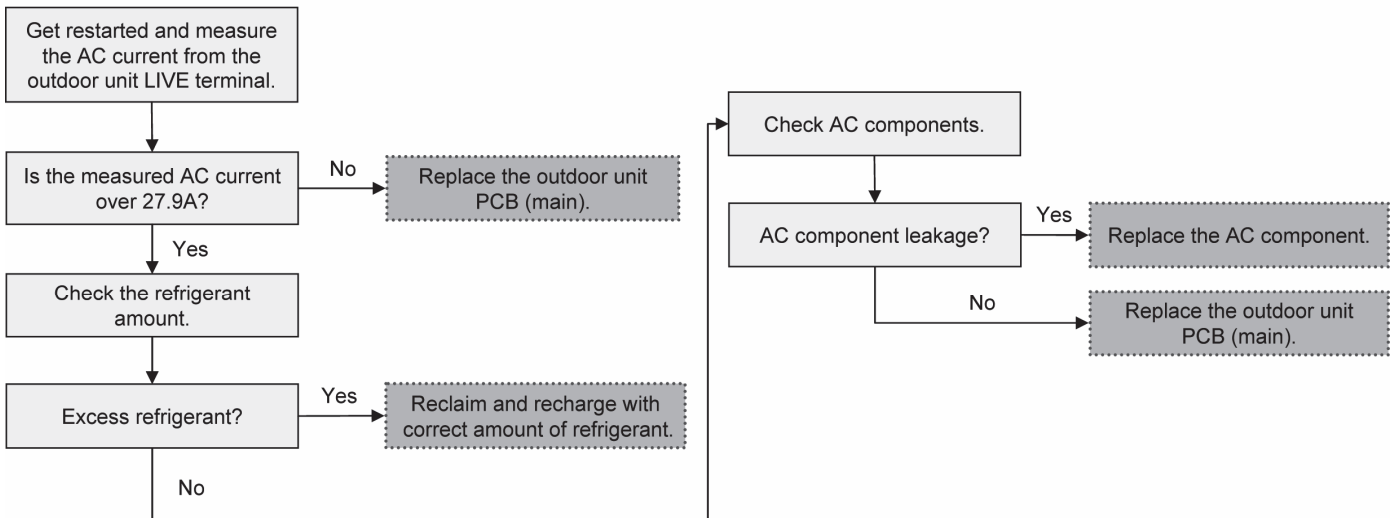 Get restarted and measure
the AC current from the
outdoor unit LIVE terminal.
Is the measured AC current
over 27.9A?
No
Replace the outdoor unit
PCB (main).
Yes
Check the refrigerant
amount.
Excess refrigerant?
Yes
Reclaim and recharge with
correct amount of refrigerant.
No
Check AC components.
AC component leakage?
Yes
Replace the AC component.
No
Replace the outdoor unit
PCB (main).